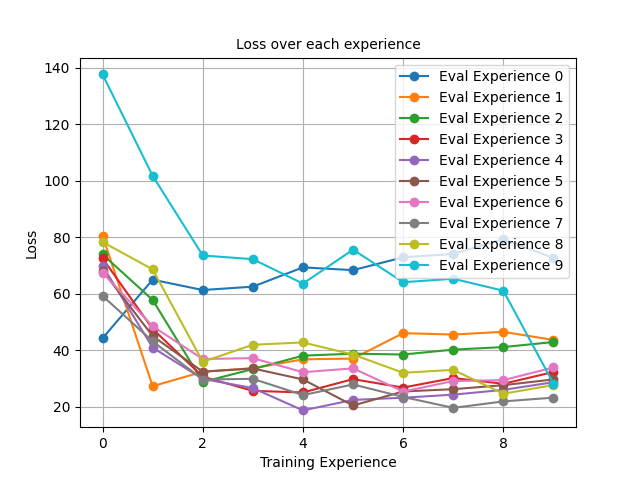 Loss over each experience
140
120
100
80
60
40
20
Loss
0
2
4
6
8
Training Experience
Eval Experience 0
Eval Experience 1
Eval Experience 2
Eval Experience 3
Eval Experience 4
Eval Experience 5
Eval Experience 6
Eval Experience 7
Eval Experience 8
Eval Experience 9